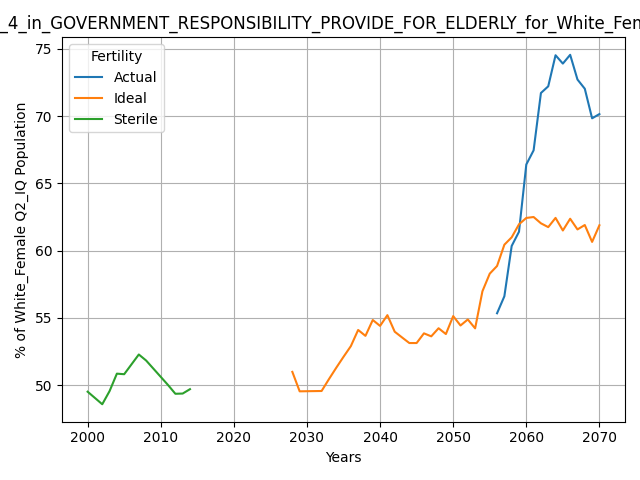 _4_in_GOVERNMENT_RESPONSIBILITY_PROVIDE_FOR_ELDERLY_for_White_Fem
Fertility
Actual
Ideal
Sterile
% of White_Female Q2_IQ Population
75
70
65
60
55
50
2000 2010 2020 2030 2040 2050 2060 2070
Years